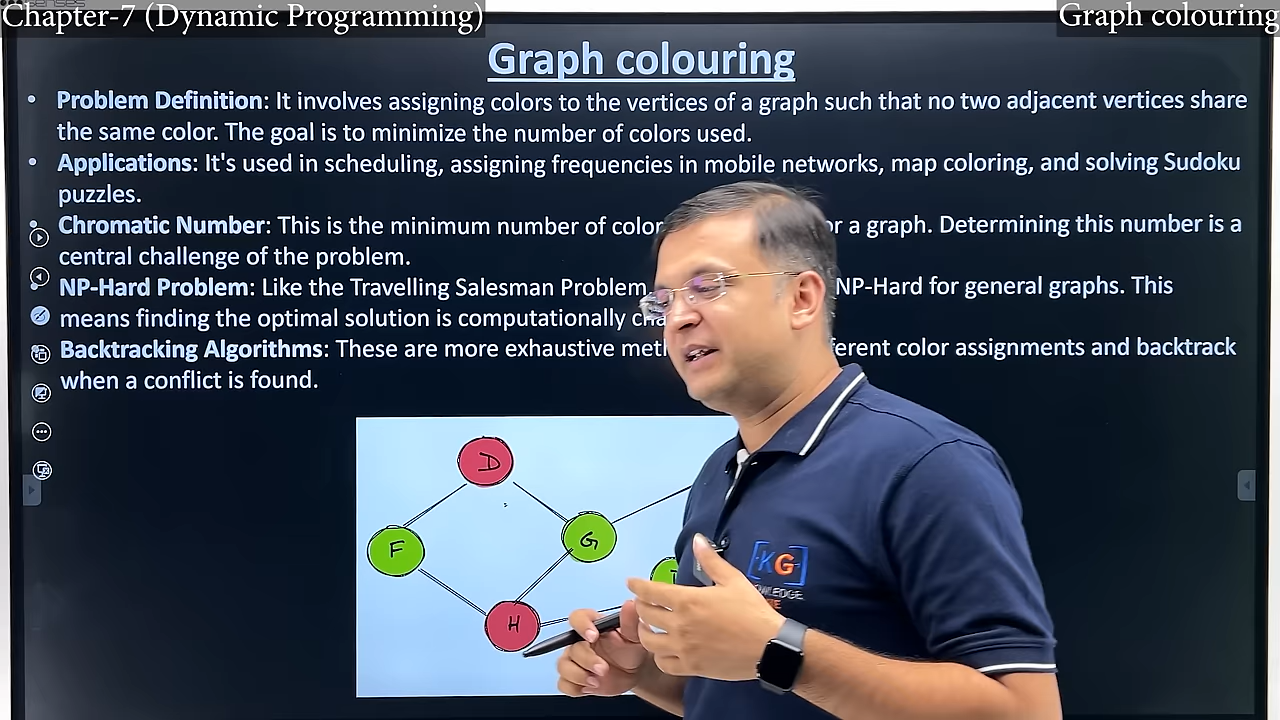 Chapter-7 (Dynamic Programming)
Graph colouring
Graph colouring
• Problem Definition: It involves assigning colors to the vertices of a graph such that no two adjacent vertices share
the same color. The goal is to minimize the number of colors used.
• Applications: It's used in scheduling, assigning frequencies in mobile networks, map coloring, and solving Sudoku
puzzles.
• Chromatic Number: This is the minimum number of a graph. Determining this number is a
central challenge of the problem.
• NP-Hard Problem: Like the Travelling Salesman Problem, NP-Hard for general graphs. This
means finding the optimal solution is computationally
Backtracking Algorithms: These are more exhaustive color assignments and backtrack
when a conflict is found.
D
F
G
H
KG